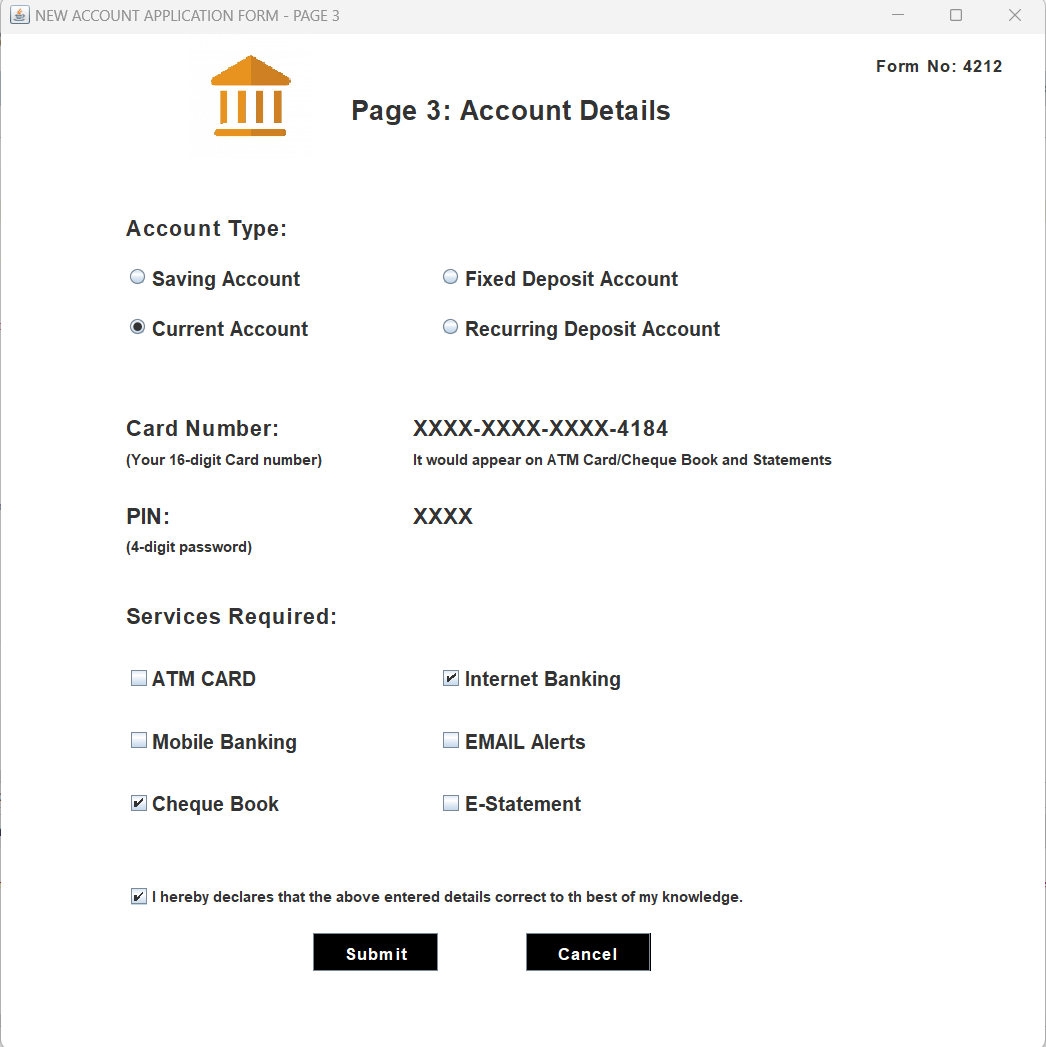 NEW ACCOUNT APPLICATION FORM - PAGE 3
Form No: 4212
Page 3: Account Details
Account Type:
Saving Account Fixed Deposit Account
Current Account Recurring Deposit Account
Card Number: XXXX-XXXX-XXXX-4184
(Your 16-digit Card number) It would appear on ATM Card/Cheque Book and Statements
PIN: XXXX
(4-digit password)
Services Required:
ATM CARD Internet Banking
Mobile Banking EMAIL Alerts
Cheque Book E-Statement
I hereby declares that the above entered details correct to th best of my knowledge.
Submit Cancel